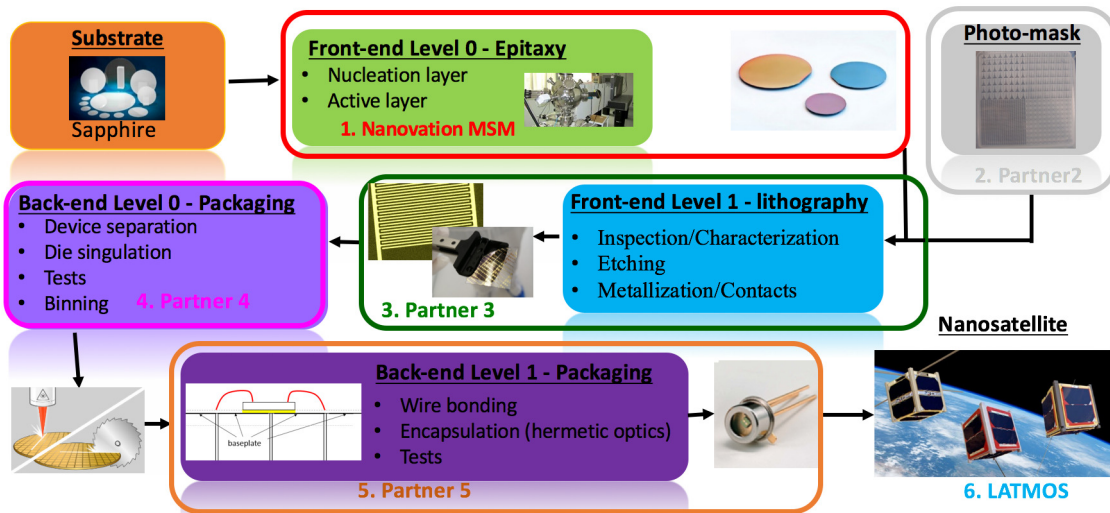 Substrate
Sapphire
Front-end Level 0 - Epitaxy
• Nucleation layer
• Active layer
1. Nanovation MSM
Photo-mask
2. Partner2
Front-end Level 1 - lithography
• Inspection/Characterization
• Etching
• Metallization/Contacts
3. Partner 3
Back-end Level 0 - Packaging
• Device separation
• Die singulation
• Tests
• Binning
4. Partner 4
Back-end Level 1 - Packaging
• Wire bonding
• Encapsulation (hermetic optics)
• Tests
baseplate
5. Partner 5
Nanosatellite
6. LATMOS